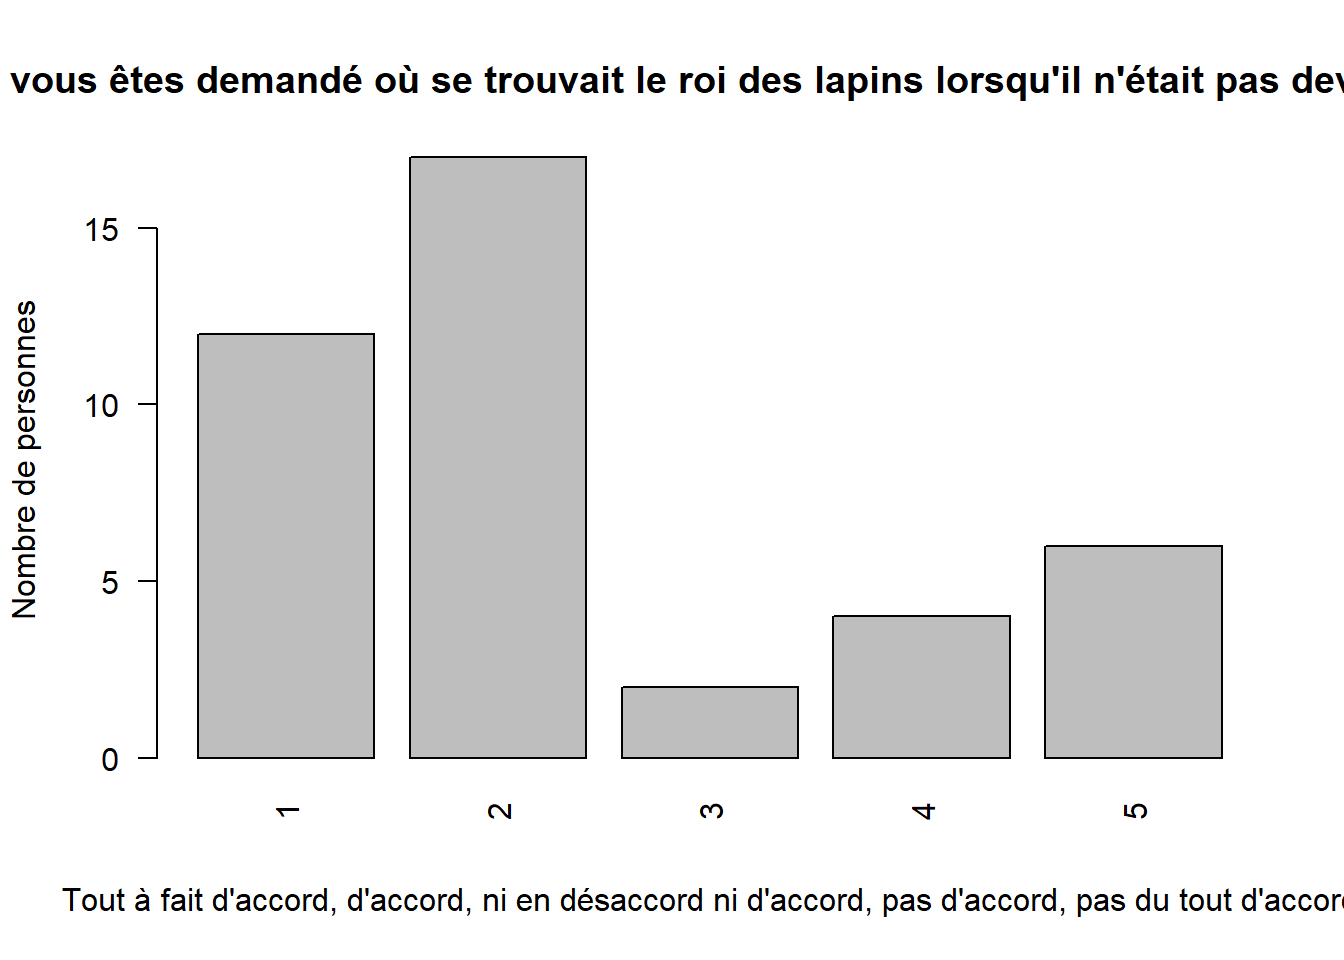 vous êtes demandé où se trouvait le roi des lapins lorsqu'il n'était pas dev
15
10
5
0
Nombre de personnes
1 2 3 4 5
Tout à fait d'accord, d'accord, ni en désaccord ni d'accord, pas d'accord, pas du tout d'accord